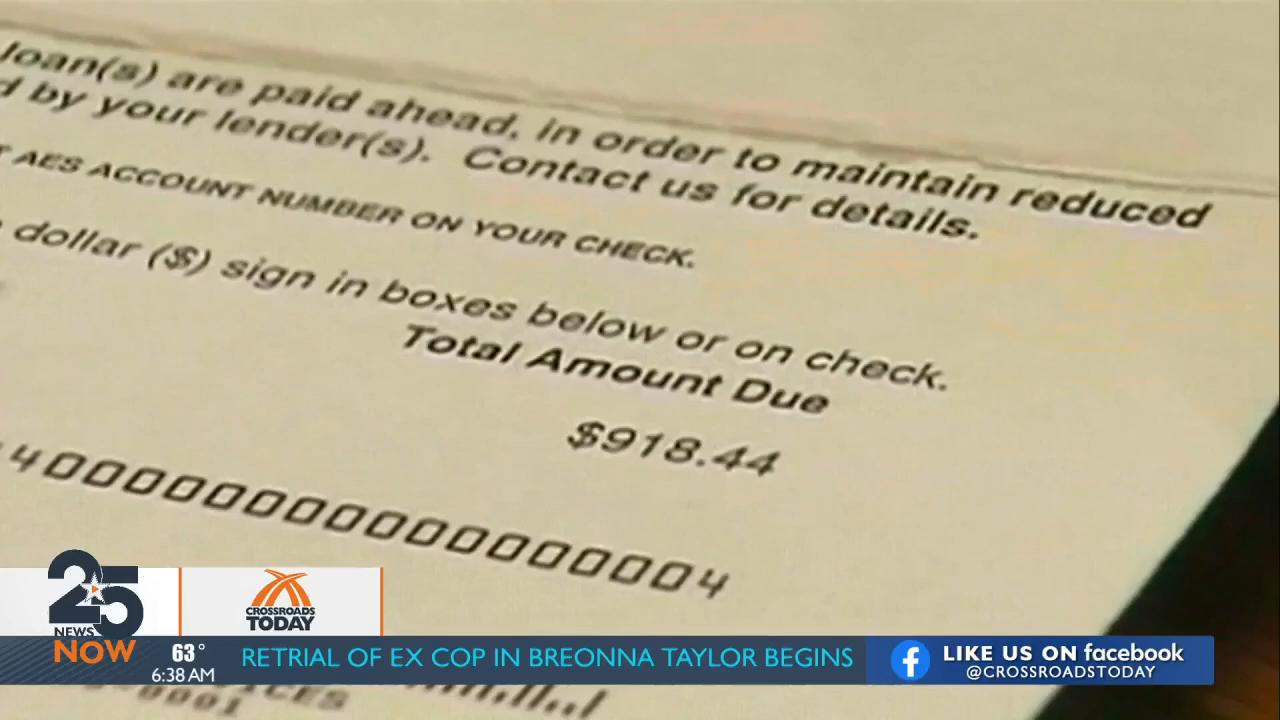 loan(s) are paid ahead, in order to maintain reduced
by your lender(s). Contact us for details.
AES ACCOUNT NUMBER ON YOUR CHECK.
dollar ($) sign in boxes below or on check.
Total Amount Due
$918.44
40000000000000004
25
NEWS
NOW
CROSSROADS
TODAY
63°
6:38 AM
RETRIAL OF EX COP IN BREONNA TAYLOR BEGINS
LIKE US ON facebook
@CROSSROADSTODAY